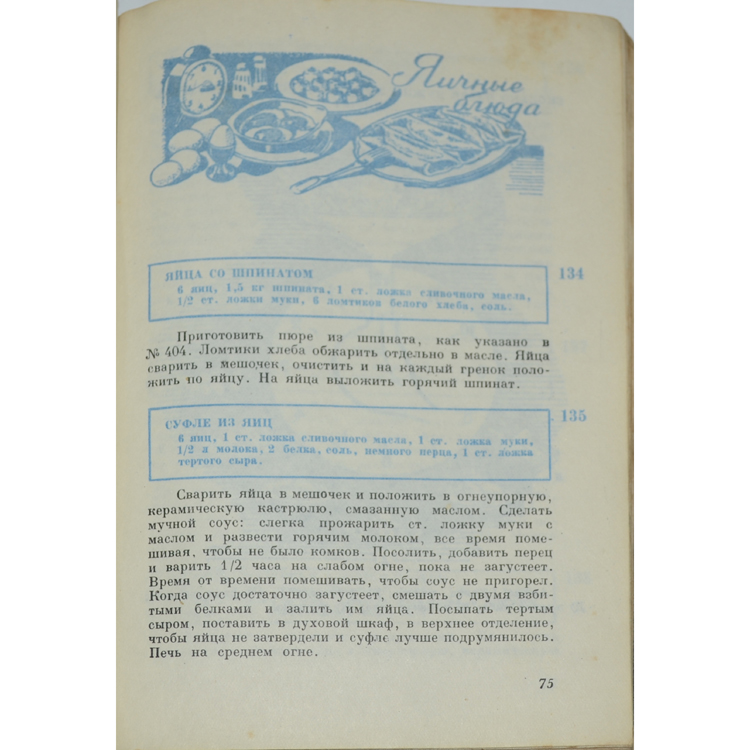 Яичные
блюда
ЯЙЦА СО ШПИНАТОМ
134
6 яиц, 1,5 кг шпината, 1 ст. ложка сливочного масла,
1/2 ст. ложки муки, 6 ломтиков белого хлеба, соль.
Приготовить пюре из шпината, как указано в
№ 404. Ломтики хлеба обжарить отдельно в масле. Яйца
сварить в мешочек, очистить и на каждый гренок поло-
жить по яйцу. На яйца выложить горячий шпинат.
СУФЛЕ ИЗ ЯИЦ
135
6 яиц, 1 ст. ложка сливочного масла, 1 ст. ложка муки,
1/2 л молока, 2 белка, соль, немного перца, 1 ст. ложка
тертого сыра.
Сварить яйца в мешочек и положить в огнеупорную,
керамическую кастрюлю, смазанную маслом. Сделать
мучной соус: слегка прожарить ст. ложку муки с
маслом и развести горячим молоком, все время поме-
шивая, чтобы не было комков. Посолить, добавить перец
и варить 1/2 часа на слабом огне, пока не загустеет.
Время от времени помешивать, чтобы соус не пригорел.
Когда соус достаточно загустеет, смешать с двумя взби-
тыми белками и залить им яйца. Посыпать тертым
сыром, поставить в духовой шкаф, в верхнее отделение,
чтобы яйца не затвердели и суфле лучше подрумянилось.
Печь на среднем огне.
75